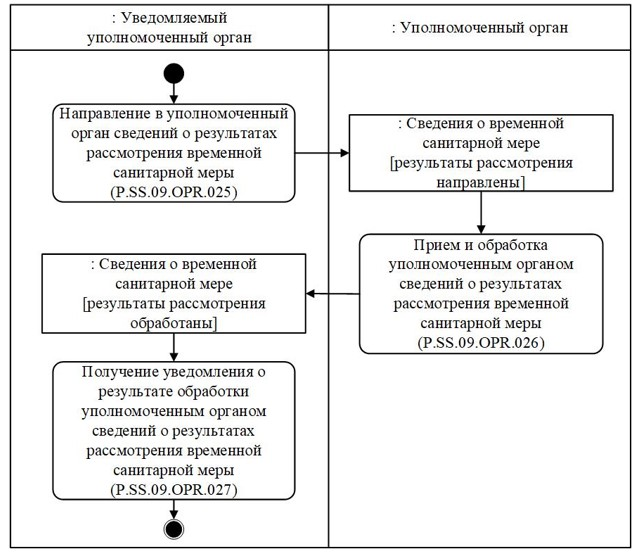 : Уведомляемый
уполномоченный орган
: Уполномоченный орган
Направление в уполномоченный
орган сведений о результатах
рассмотрения временной
санитарной меры
(P.SS.09.OPR.025)
: Сведения о временной
санитарной мере
[результаты рассмотрения
направлены]
Прием и обработка
уполномоченным органом
сведений о результатах
рассмотрения временной
санитарной меры
(P.SS.09.OPR.026)
: Сведения о временной
санитарной мере
[результаты рассмотрения
обработаны]
Получение уведомления о
результате обработки
уполномоченным органом
сведений о результатах
рассмотрения временной
санитарной меры
(P.SS.09.OPR.027)